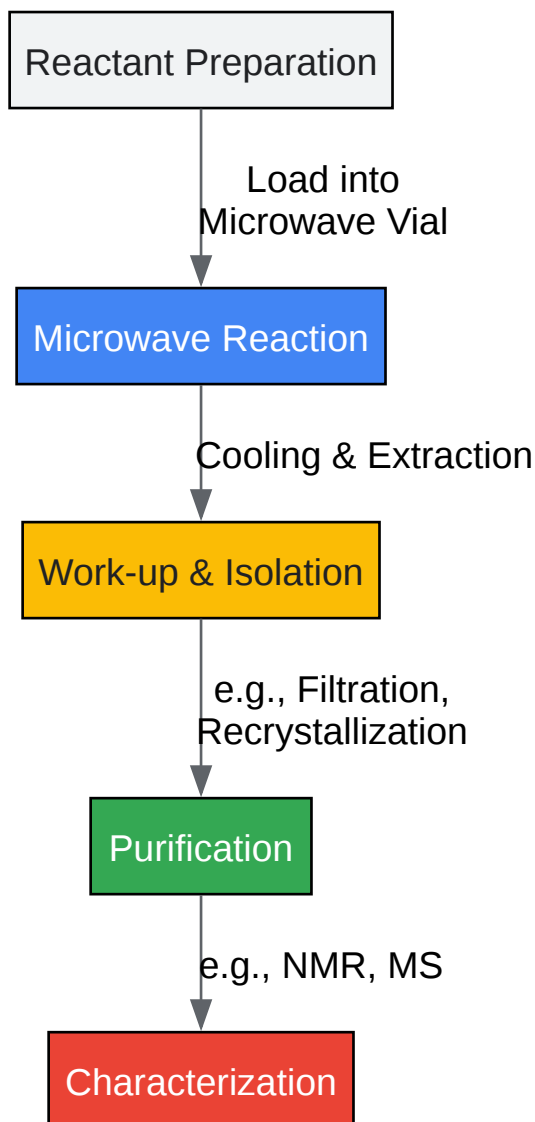 Reactant Preparation
Load into
Microwave Vial
Microwave Reaction
Cooling & Extraction
Work-up & Isolation
e.g., Filtration,
Recrystallization
Purification
e.g., NMR, MS
Characterization